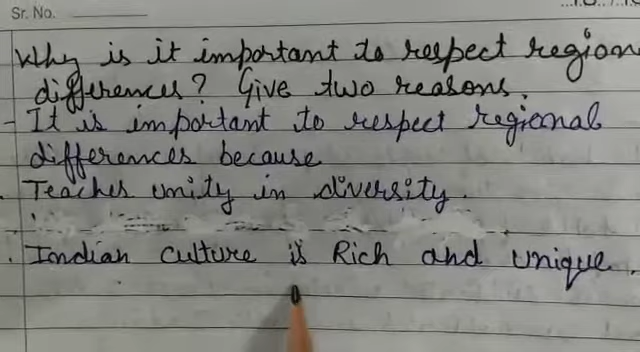 Sr. No.
Why is it important to respect region
differences? Give two reasons.
- It is important to respect regional
differences because
. Teaches unity in diversity.
. Indian culture is Rich and unique.